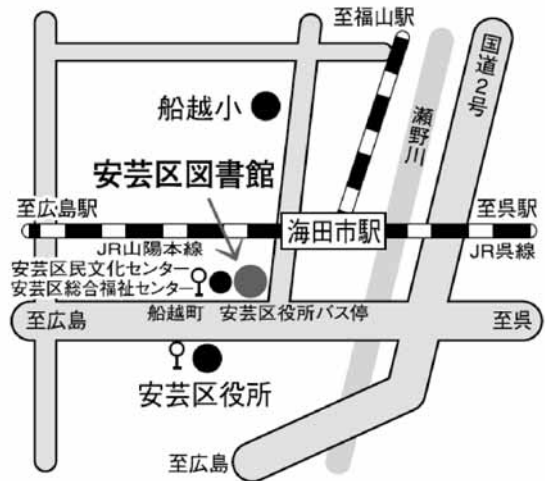 至福山駅
国道2号
船越小
瀬野川
安芸区図書館
至広島駅
海田市駅
至呉駅
JR山陽本線
JR呉線
安芸区民文化センター
安芸区総合福祉センター
船越町
安芸区役所バス停
至広島
至呉
安芸区役所
至広島